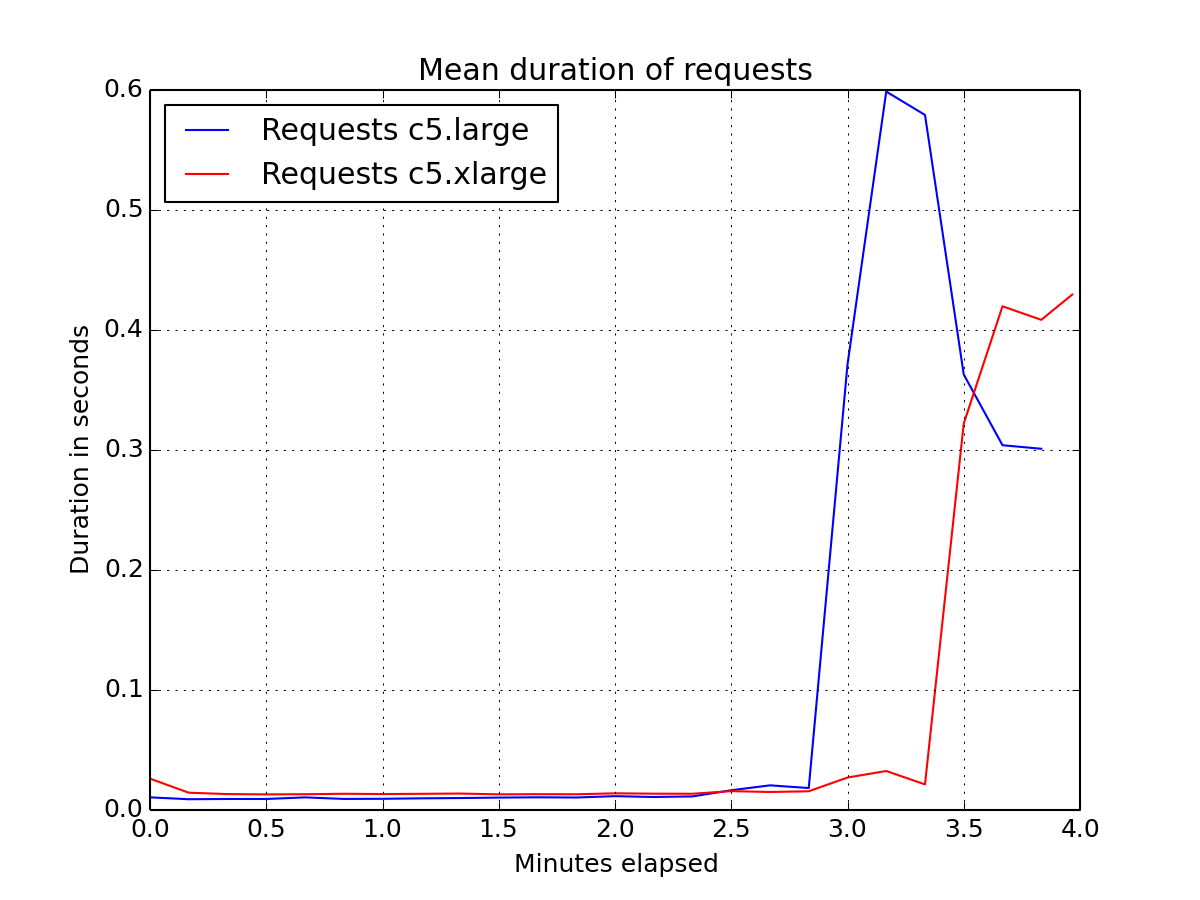 Mean duration of requests
Requests c5.large
Requests c5.xlarge
0.6
0.5
0.4
0.3
0.2
0.1
0.0
Duration in seconds
0.0 0.5 1.0 1.5 2.0 2.5 3.0 3.5 4.0
Minutes elapsed